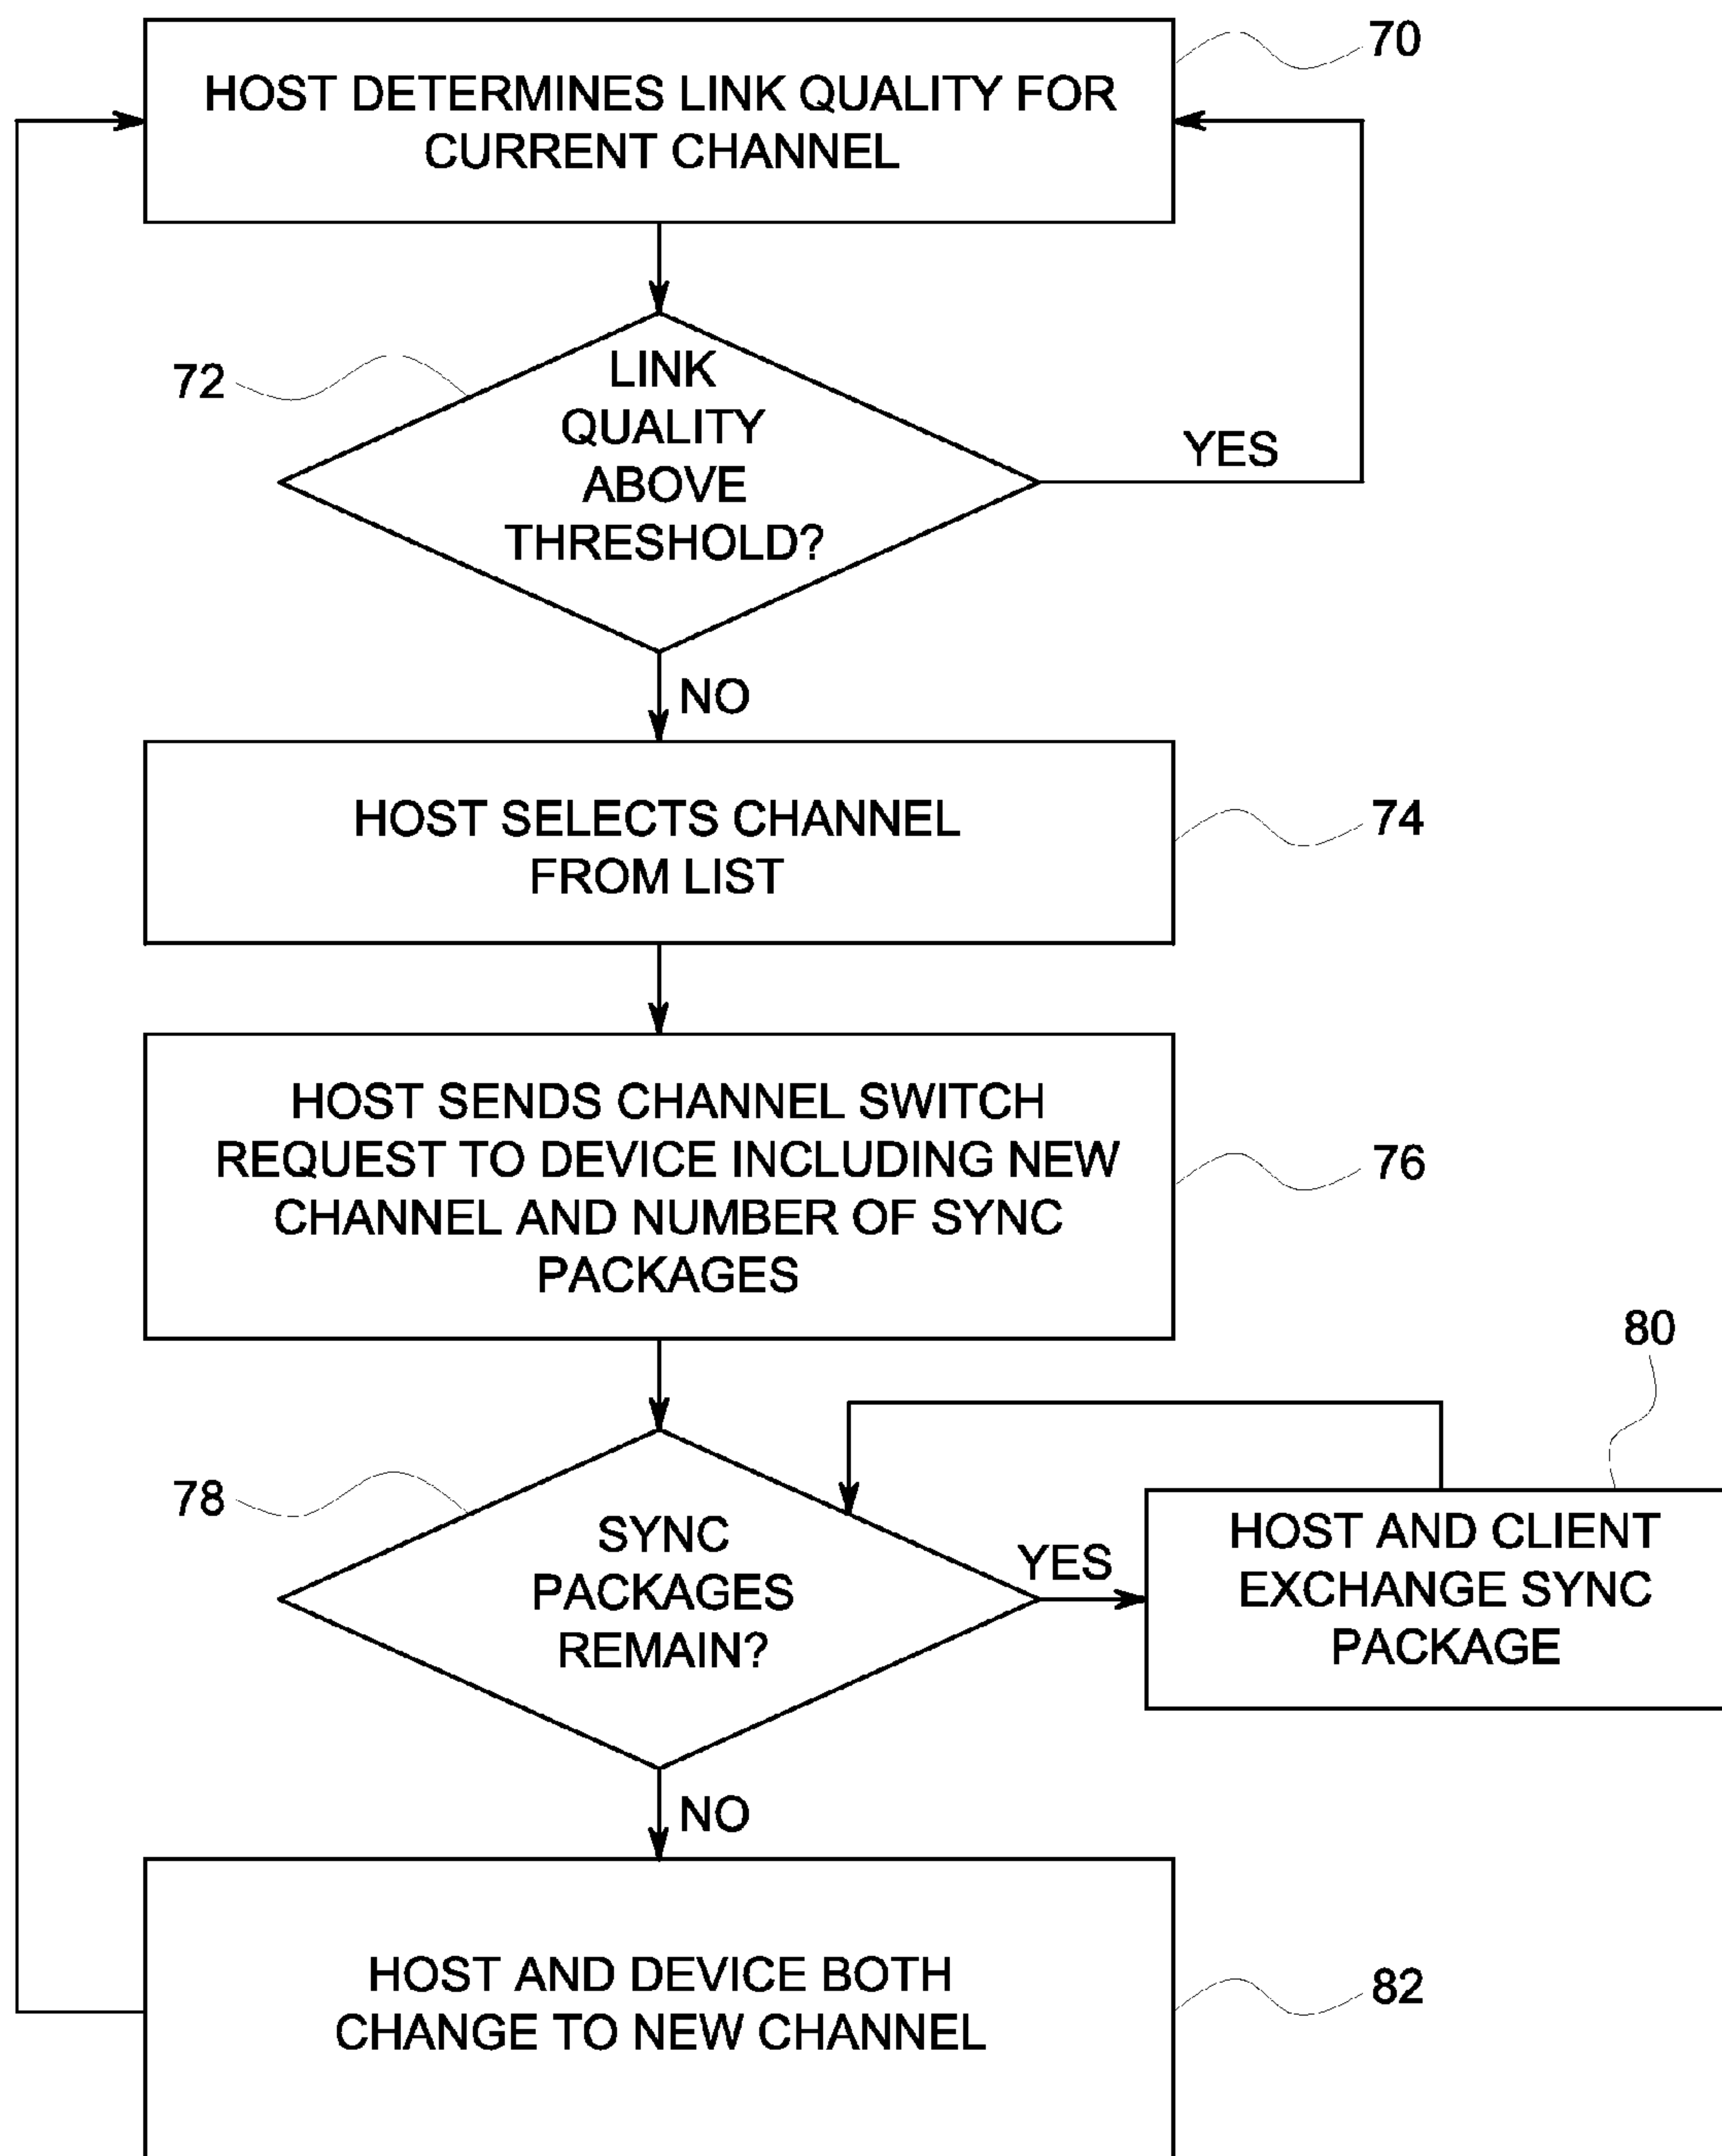 70
HOST DETERMINES LINK QUALITY FOR
CURRENT CHANNEL
72
LINK
QUALITY
ABOVE
THRESHOLD?
YES
NO
HOST SELECTS CHANNEL
FROM LIST
74
HOST SENDS CHANNEL SWITCH
REQUEST TO DEVICE INCLUDING NEW
CHANNEL AND NUMBER OF SYNC
PACKAGES
76
78
SYNC
PACKAGES
REMAIN?
YES
80
HOST AND CLIENT
EXCHANGE SYNC
PACKAGE
NO
HOST AND DEVICE BOTH
CHANGE TO NEW CHANNEL
82